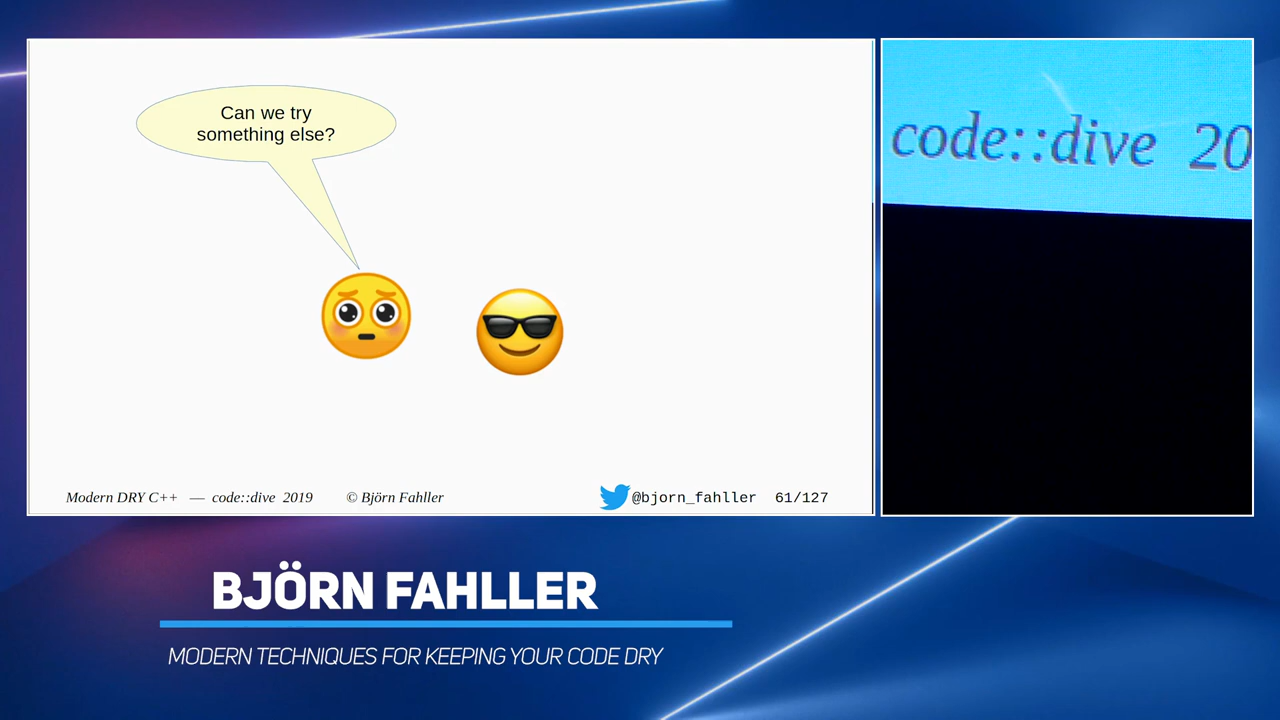 Can we try
something else?
code::dive 20
Modern DRY C++ — code::dive 2019 © Björn Fahller
@bjorn_fahller 61/127
BJÖRN FAHLLER
MODERN TECHNIQUES FOR KEEPING YOUR CODE DRY